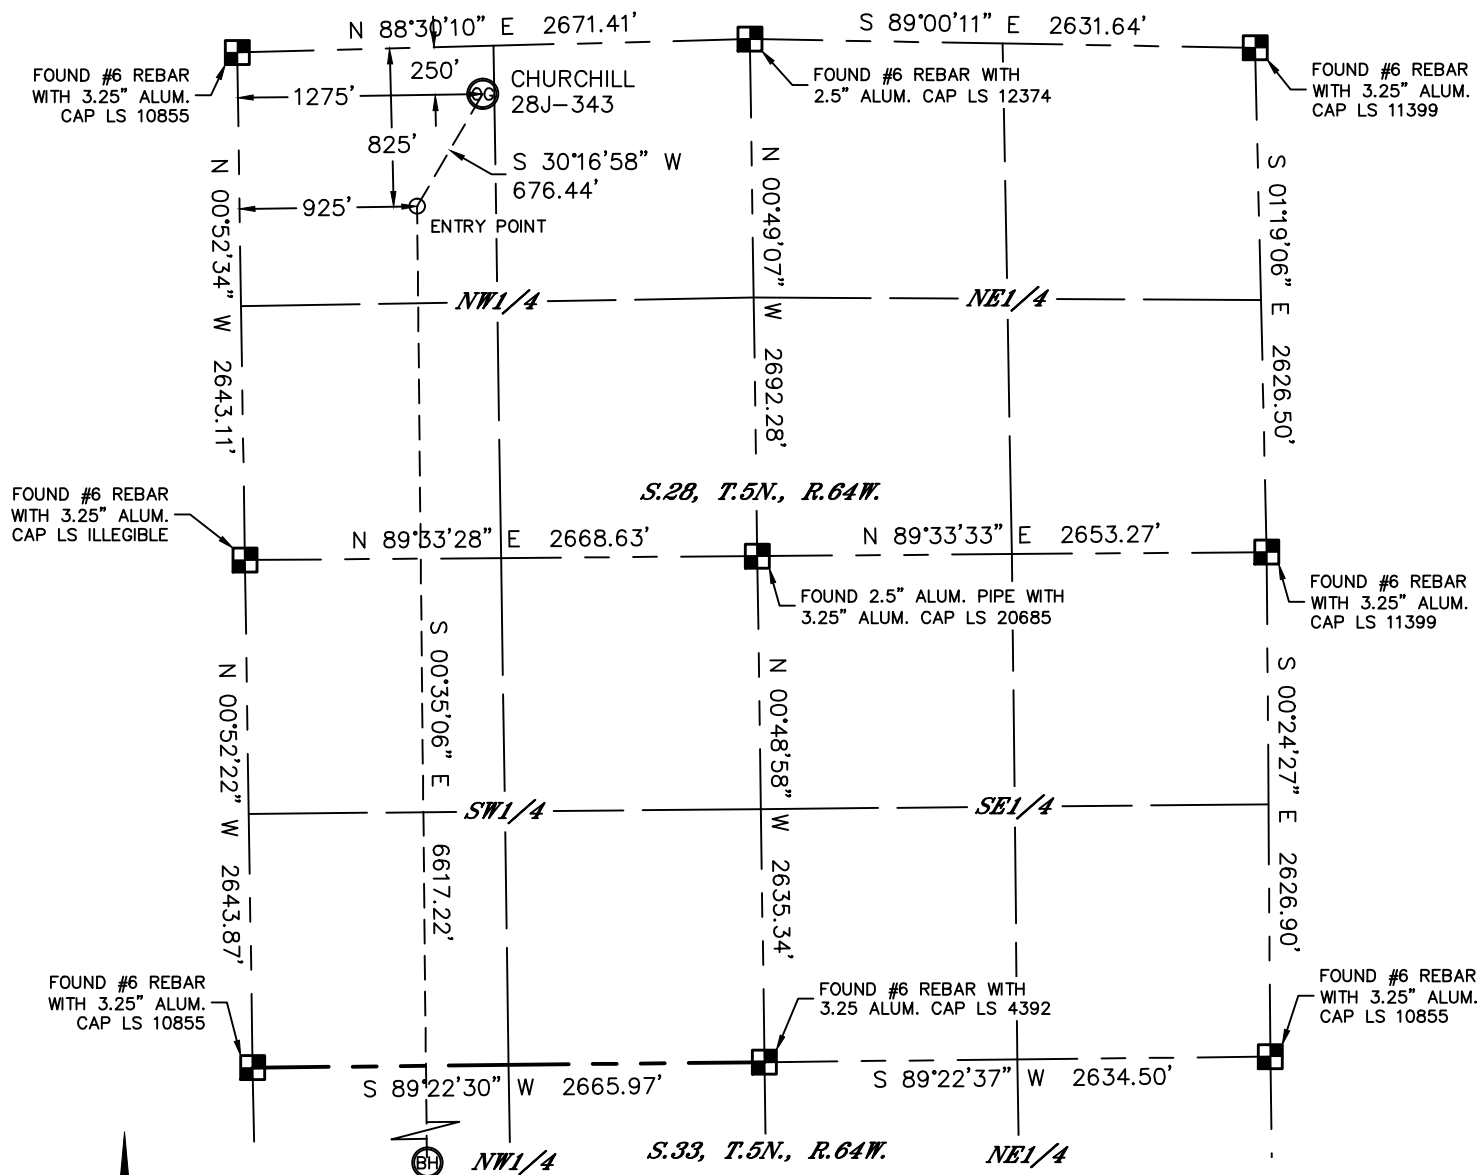 N 88°30'10" E 2671.41'
S 89°00'11" E 2631.64'
FOUND #6 REBAR
WITH 3.25" ALUM.
CAP LS 10855
250'
1275'
OG
CHURCHILL
28J-343
FOUND #6 REBAR WITH
2.5" ALUM. CAP LS 12374
FOUND #6 REBAR
WITH 3.25" ALUM.
CAP LS 11399
825'
S 30°16'58" W
676.44'
925'
ENTRY POINT
N 00°52'34" W 2643.11'
N 00°49'07" W 2692.28'
S 01°19'06" E 2626.50'
NW1/4
NE1/4
S.28, T.5N., R.64W.
FOUND #6 REBAR
WITH 3.25" ALUM.
CAP LS ILLEGIBLE
N 89°33'28" E 2668.63'
N 89°33'33" E 2653.27'
FOUND 2.5" ALUM. PIPE WITH
3.25" ALUM. CAP LS 20685
FOUND #6 REBAR
WITH 3.25" ALUM.
CAP LS 11399
N 00°52'22" W 2643.87'
S 00°35'06" E 6617.22'
N 00°48'58" W 2635.34'
S 00°24'27" E 2626.90'
SW1/4
SE1/4
FOUND #6 REBAR
WITH 3.25" ALUM.
CAP LS 10855
FOUND #6 REBAR WITH
3.25 ALUM. CAP LS 4392
FOUND #6 REBAR
WITH 3.25" ALUM.
CAP LS 10855
S 89°22'30" W 2665.97'
S 89°22'37" W 2634.50'
BH
NW1/4
S.33, T.5N., R.64W.
NE1/4